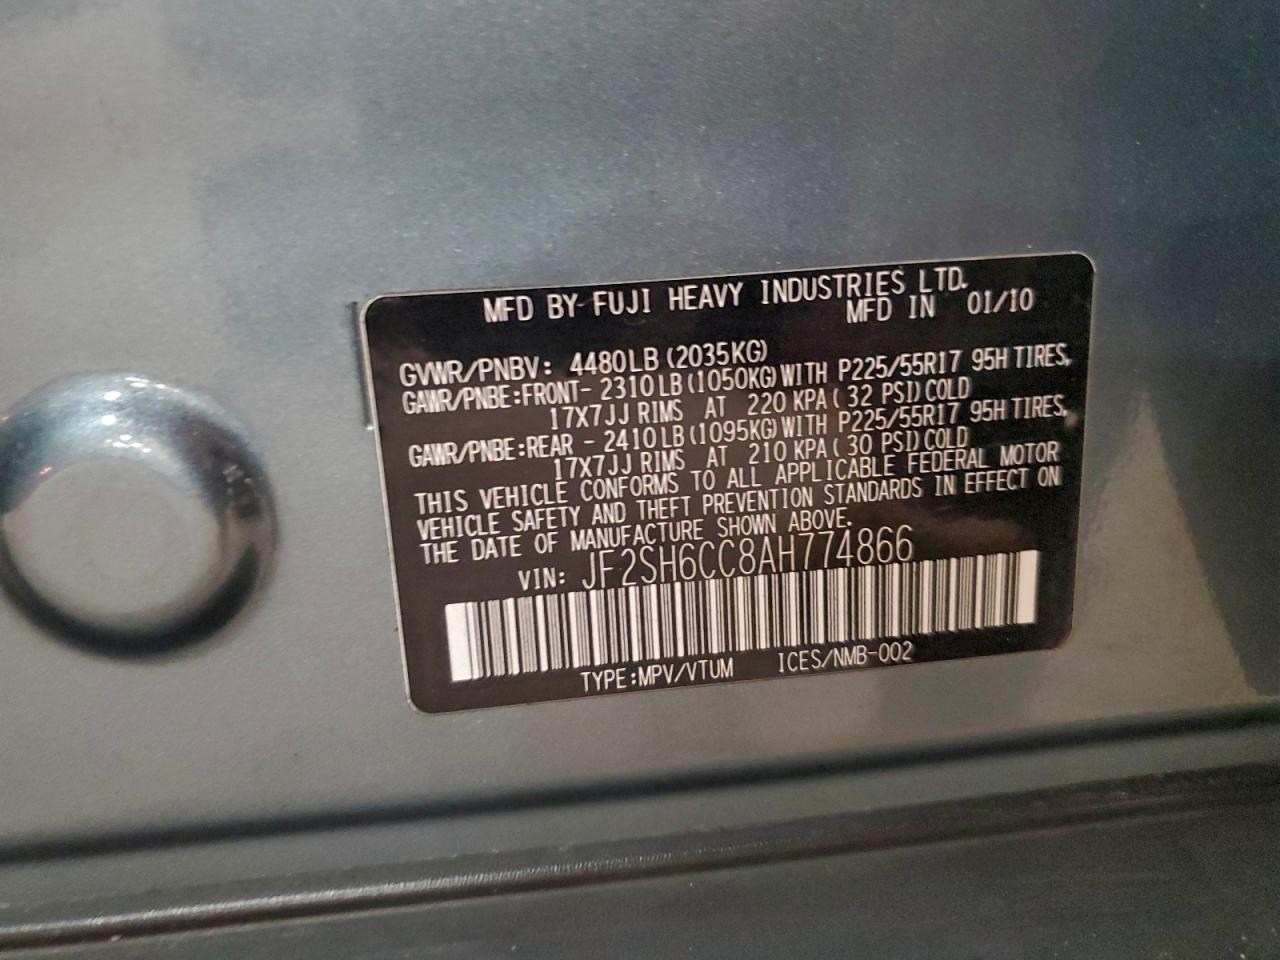 MFD BY FUJI HEAVY INDUSTRIES LTD.
MFD IN 01/10
GVWR/PNBV: 4480LB (2035KG)
GAWR/PNBE:FRONT- 2310LB (1050KG) WITH P225/55R17 95H TIRES,
17X7JJ RIMS AT 220 KPA ( 32 PSI) COLD
GAWR/PNBE:REAR - 2410LB (1095KG) WITH P225/55R17 95H TIRES,
17X7JJ RIMS AT 210 KPA ( 30 PSI) COLD
THIS VEHICLE CONFORMS TO ALL APPLICABLE FEDERAL MOTOR
VEHICLE SAFETY AND THEFT PREVENTION STANDARDS IN EFFECT ON
THE DATE OF MANUFACTURE SHOWN ABOVE.
VIN: JF2SH6CC8AH774866
TYPE:MPV/VTUM ICES/NMB-002